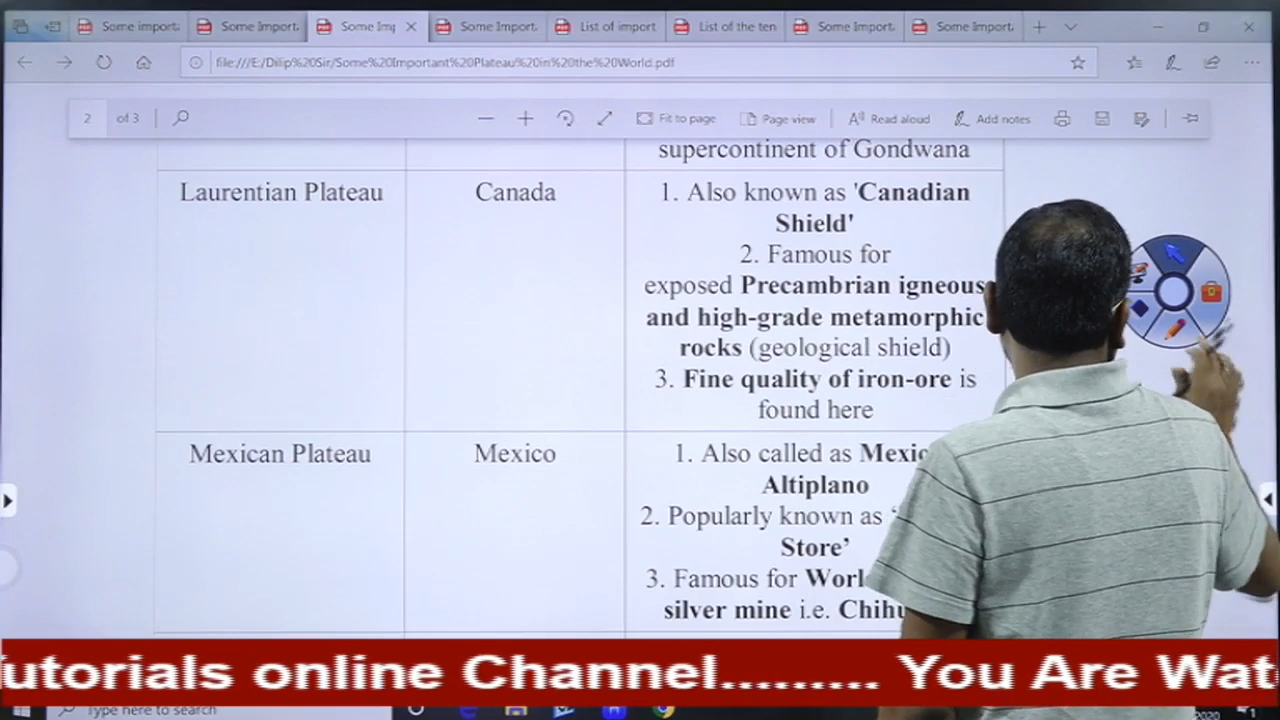 Some import. Some Import. Some Imp Some Import. List of import List of the ten Some Import. Some Import.
file:///E:/Dilip%20Sir/Some%20Important%20Plateau%20in%20the%20World.pdf
2 of 3 Fit to page Page view Read aloud Add notes
supercontinent of Gondwana
Laurentian Plateau Canada 1. Also known as 'Canadian
Shield'
2. Famous for
exposed Precambrian igneous
and high-grade metamorphic
rocks (geological shield)
3. Fine quality of iron-ore is
found here
Mexican Plateau Mexico 1. Also called as Mexic
Altiplano
2. Popularly known as ‘
Store’
3. Famous for Worl
silver mine i.e. Chihu
utorials online Channel......... You Are Wat
Type here to search